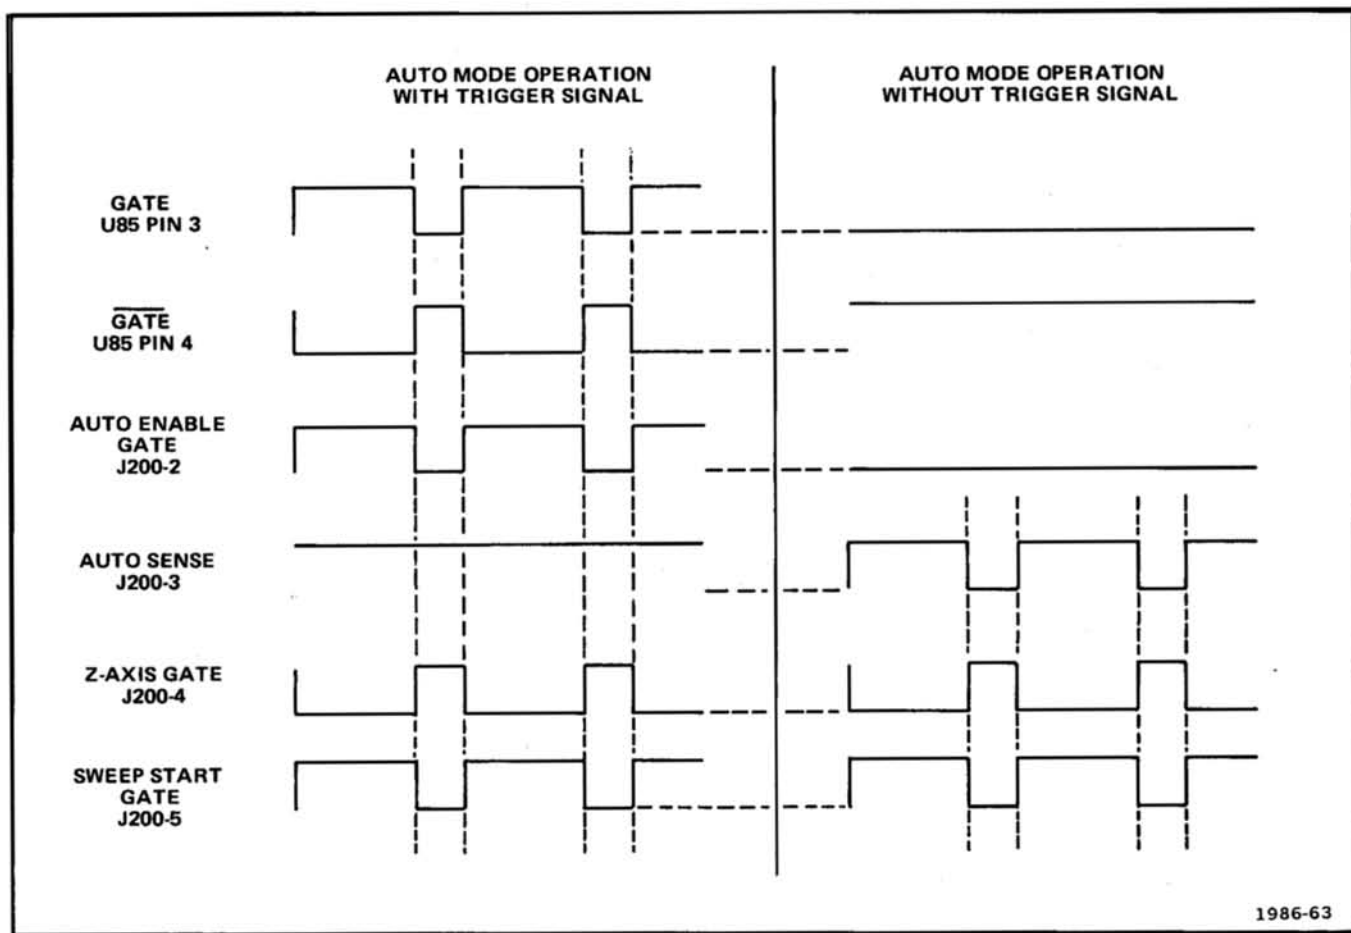 AUTO MODE OPERATION
WITH TRIGGER SIGNAL
AUTO MODE OPERATION
WITHOUT TRIGGER SIGNAL
GATE
U85 PIN 3
GATE
U85 PIN 4
AUTO ENABLE
GATE
J200-2
AUTO SENSE
J200-3
Z-AXIS GATE
J200-4
SWEEP START
GATE
J200-5
1986-63